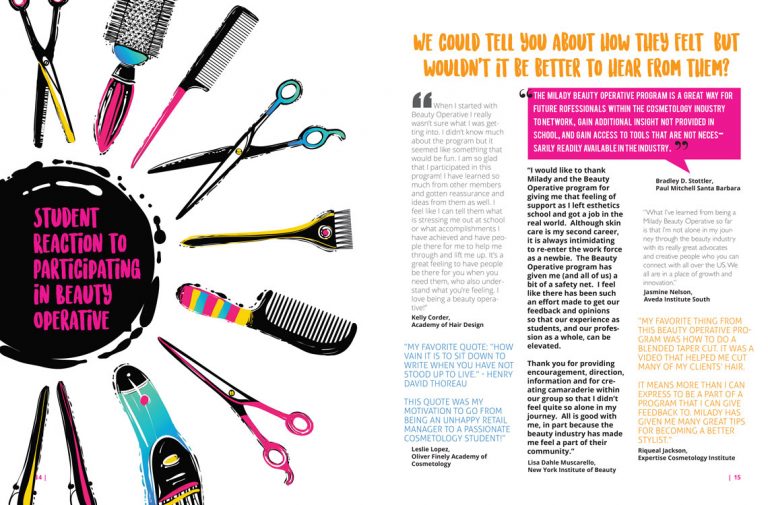 STUDENT
REACTION TO
PARTICIPATING
IN BEAUTY
OPERATIVE
14 |
WE COULD TELL YOU ABOUT HOW THEY FELT BUT
WOULDN'T IT BE BETTER TO HEAR FROM THEM?
“ When I started with
Beauty Operative I really
wasn't sure what I was get-
ting into. I didn't know much
about the program but it
seemed like something that
would be fun. I am so glad
that I participated in this
program! I have learned so
much from other members
and gotten reassurance and
ideas from them as well. I
feel like I can tell them what
is stressing me out at school
or what accomplishments I
have achieved and have peo-
ple there for me to help me
through and lift me up. It's a
great feeling to have people
be there for you when you
need them, who also under-
stand what you're feeling. I
love being a beauty opera-
tive!"
Kelly Corder,
Academy of Hair Design
"MY FAVORITE QUOTE: "HOW
VAIN IT IS TO SIT DOWN TO
WRITE WHEN YOU HAVE NOT
STOOD UP TO LIVE." - HENRY
DAVID THOREAU
THIS QUOTE WAS MY
MOTIVATION TO GO FROM
BEING AN UNHAPPY RETAIL
MANAGER TO A PASSIONATE
COSMETOLOGY STUDENT!"
Leslie Lopez,
Oliver Finely Academy of
Cosmetology
“THE MILADY BEAUTY OPERATIVE PROGRAM IS A GREAT WAY FOR
FUTURE ROFESSIONALS WITHIN THE COSMETOLOGY INDUSTRY
TO NETWORK, GAIN ADDITIONAL INSIGHT NOT PROVIDED IN
SCHOOL, AND GAIN ACCESS TO TOOLS THAT ARE NOT NECES-
SARILY READILY AVAILABLE IN THE INDUSTRY. ”
Bradley D. Stottler,
Paul Mitchell Santa Barbara
"I would like to thank
Milady and the Beauty
Operative program for
giving me that feeling of
support as I left esthetics
school and got a job in the
real world. Although skin
care is my second career,
it is always intimidating
to re-enter the work force
as a newbie. The Beauty
Operative program has
given me (and all of us) a
bit of a safety net. I feel
like there has been such
an effort made to get our
feedback and opinions
so that our experience as
students, and our profes-
sion as a whole, can be
elevated.
Thank you for providing
encouragement, direction,
information and for cre-
ating camaraderie within
our group so that I didn't
feel quite so alone in my
journey. All is good with
me, in part because the
beauty industry has made
me feel a part of their
community."
Lisa Dahle Muscarello,
New York Institute of Beauty
"What I've learned from being a
Milady Beauty Operative so far
is that I'm not alone in my jour-
ney through the beauty industry
with its really great advocates
and creative people who you can
connect with all over the US. We
all are in a place of growth and
innovation."
Jasmine Nelson,
Aveda Institute South
"MY FAVORITE THING FROM
THIS BEAUTY OPERATIVE PRO-
GRAM WAS HOW TO DO A
BLENDED TAPER CUT. IT WAS A
VIDEO THAT HELPED ME CUT
MANY OF MY CLIENTS' HAIR.
IT MEANS MORE THAN I CAN
EXPRESS TO BE A PART OF A
PROGRAM THAT I CAN GIVE
FEEDBACK TO. MILADY HAS
GIVEN ME MANY GREAT TIPS
FOR BECOMING A BETTER
STYLIST."
Riqueal Jackson,
Expertise Cosmetology Institute
| 15